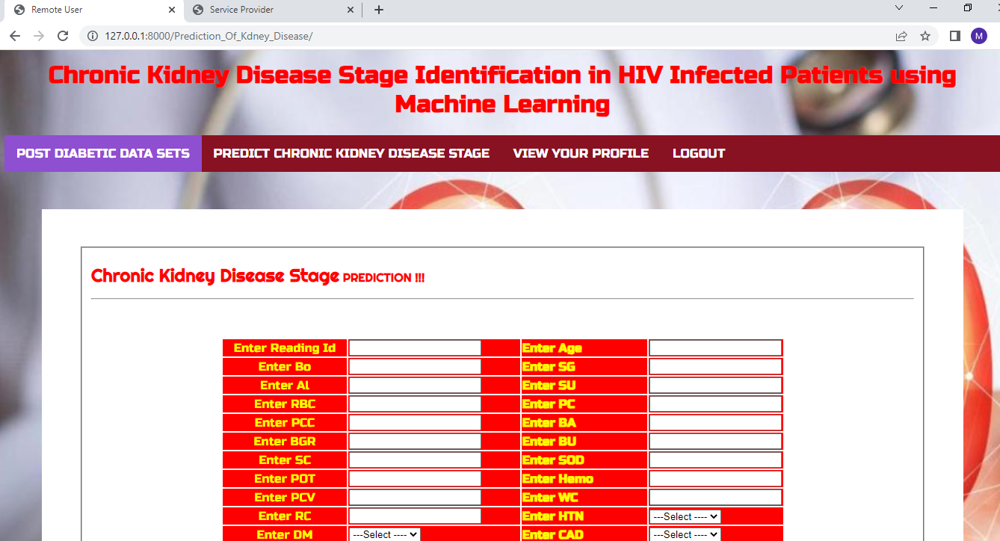 Remote User
Service Provider
127.0.0.1:8000/Prediction_Of_Kdney_Disease/
M
Chronic Kidney Disease Stage Identification in HIV Infected Patients using
Machine Learning
POST DIABETIC DATA SETS PREDICT CHRONIC KIDNEY DISEASE STAGE VIEW YOUR PROFILE LOGOUT
Chronic Kidney Disease Stage PREDICTION !!!
Enter Reading Id Enter Age
Enter Bo Enter SG
Enter Al Enter SU
Enter RBC Enter PC
Enter PCC Enter BA
Enter BGR Enter BU
Enter SC Enter SOD
Enter POT Enter Hemo
Enter PCV Enter WC
Enter RC Enter HTN ---Select ----
Enter DM ---Select ---- Enter CAD ---Select ----